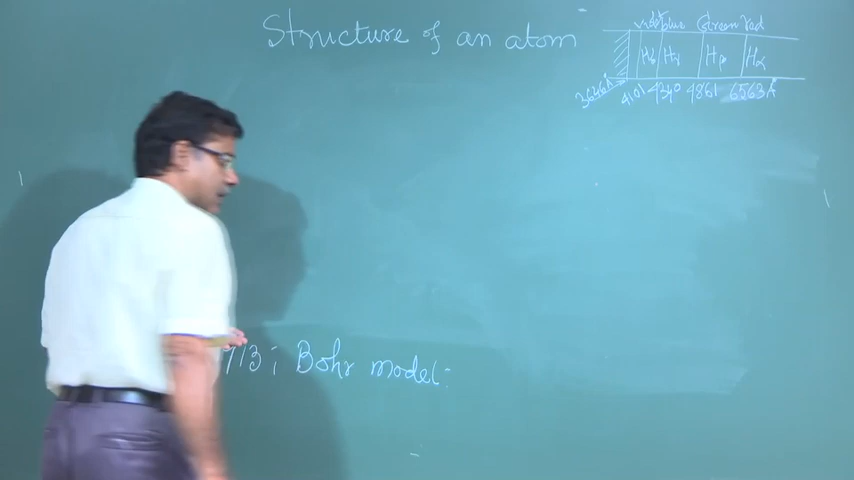 Structure of an atom
violet blue Green red
Hδ Hγ Hβ Hα
3646Å 4101 4340 4861 6563Å
913; Bohr model: